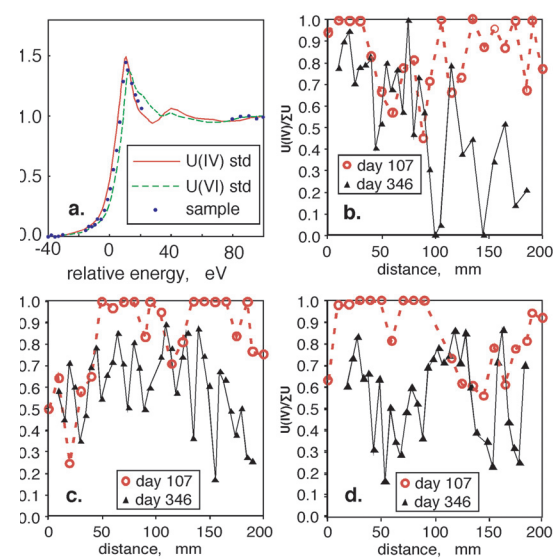 1.5
1.0
0.5
0.0
-40
0
40
80
relative energy, eV
U(IV) std
U(VI) std
sample
a.
U(IV)/ΣU
1.0
0.9
0.8
0.7
0.6
0.5
0.4
0.3
0.2
0.1
0.0
0
50
100
150
200
distance, mm
day 107
day 346
b.
1.0
0.9
0.8
0.7
0.6
0.5
0.4
0.3
0.2
0.1
0.0
0
50
100
150
200
distance, mm
day 107
day 346
c.
U(IV)/ΣU
1.0
0.9
0.8
0.7
0.6
0.5
0.4
0.3
0.2
0.1
0.0
0
50
100
150
200
distance, mm
day 107
day 346
d.